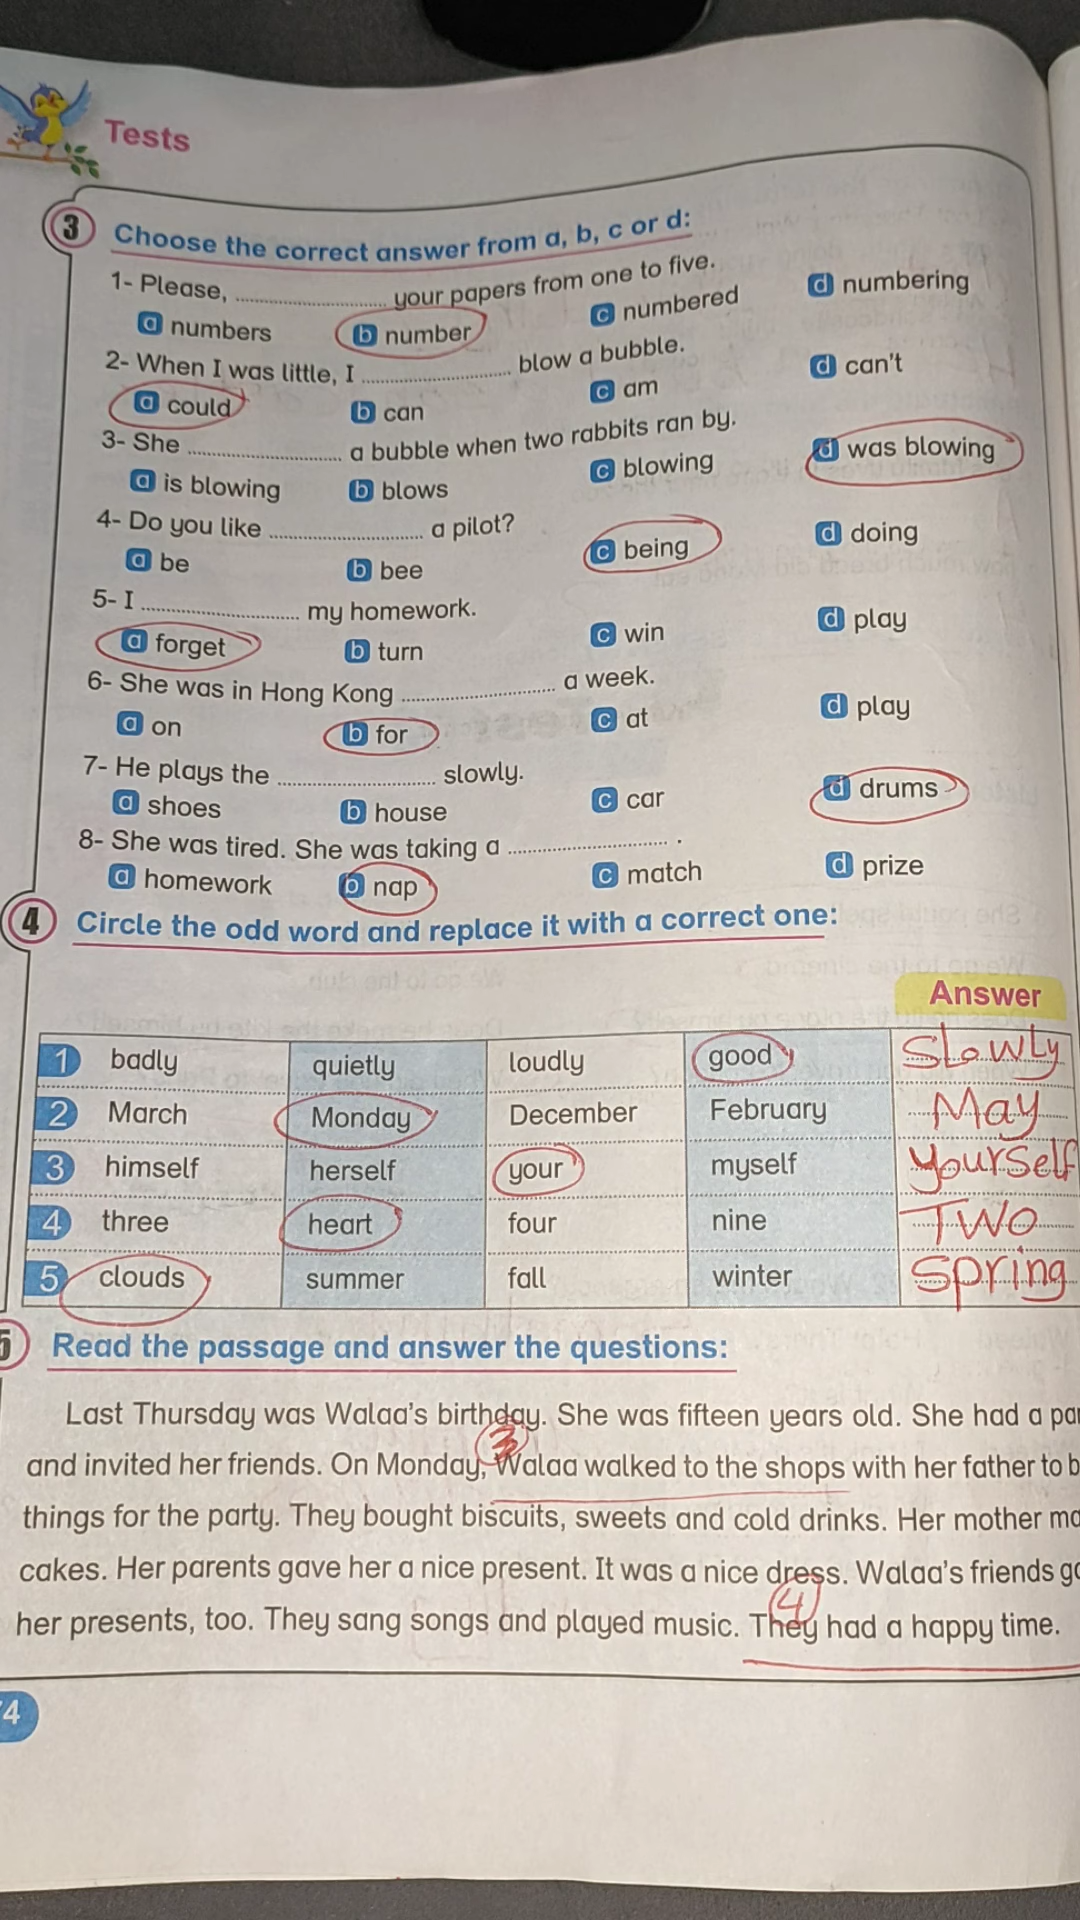 Tests
3 Choose the correct answer from a, b, c or d:
1- Please, .............................. your papers from one to five.
a numbers b number c numbered d numbering
2- When I was little, I .............................. blow a bubble.
a could b can c am d can't
3- She .............................. a bubble when two rabbits ran by.
a is blowing b blows c blowing d was blowing
4- Do you like .............................. a pilot?
a be b bee c being d doing
5- I .............................. my homework.
a forget b turn c win d play
6- She was in Hong Kong .............................. a week.
a on b for c at d play
7- He plays the .............................. slowly.
a shoes b house c car d drums
8- She was tired. She was taking a .............................. .
a homework b nap c match d prize
4 Circle the odd word and replace it with a correct one:
Answer
1 badly quietly loudly good SlowLy
2 March Monday December February May
3 himself herself your myself yourself
4 three heart four nine Two
5 clouds summer fall winter spring
5 Read the passage and answer the questions:
Last Thursday was Walaa's birthday. She was fifteen years old. She had a
3
and invited her friends. On Monday, Walaa walked to the shops with her father to
things for the party. They bought biscuits, sweets and cold drinks. Her mother
cakes. Her parents gave her a nice present. It was a nice dress. Walaa's friends
4
her presents, too. They sang songs and played music. They had a happy time.